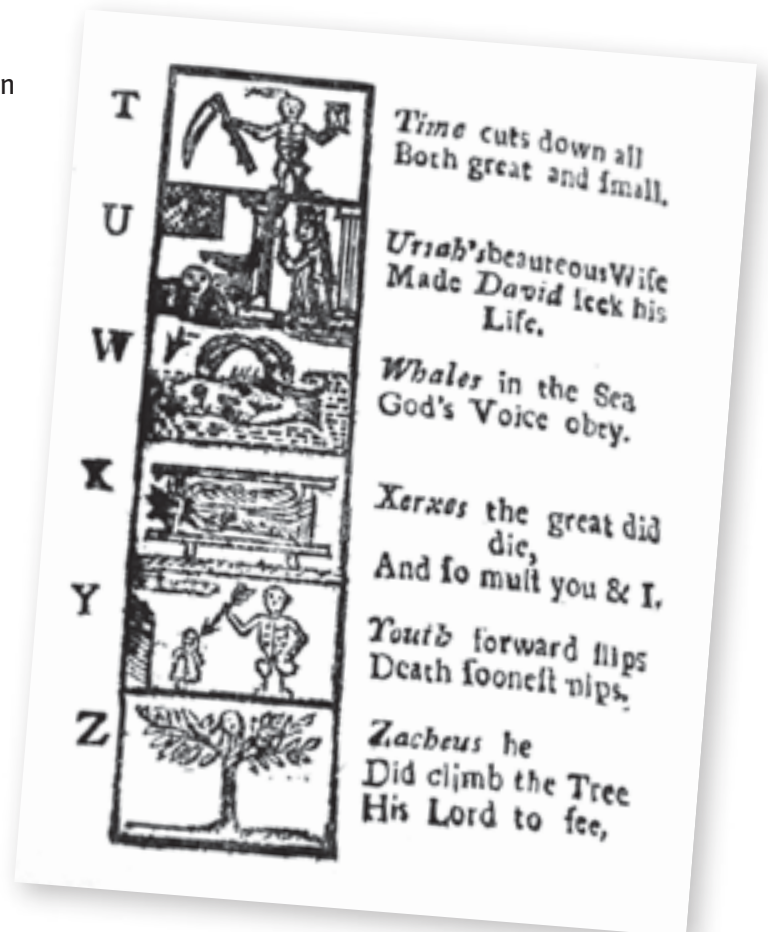 n
T
Time cuts down all
Both great and ſmall.
U
Uriah's beauteous Wife
Made David ſeek his
Life.
W
Whales in the Sea
God's Voice obey.
X
Xerxes the great did
die,
And ſo muſt you & I.
Y
Youth forward ſlips
Death ſooneſt nips.
Z
Zacheus he
Did climb the Tree
His Lord to ſee,